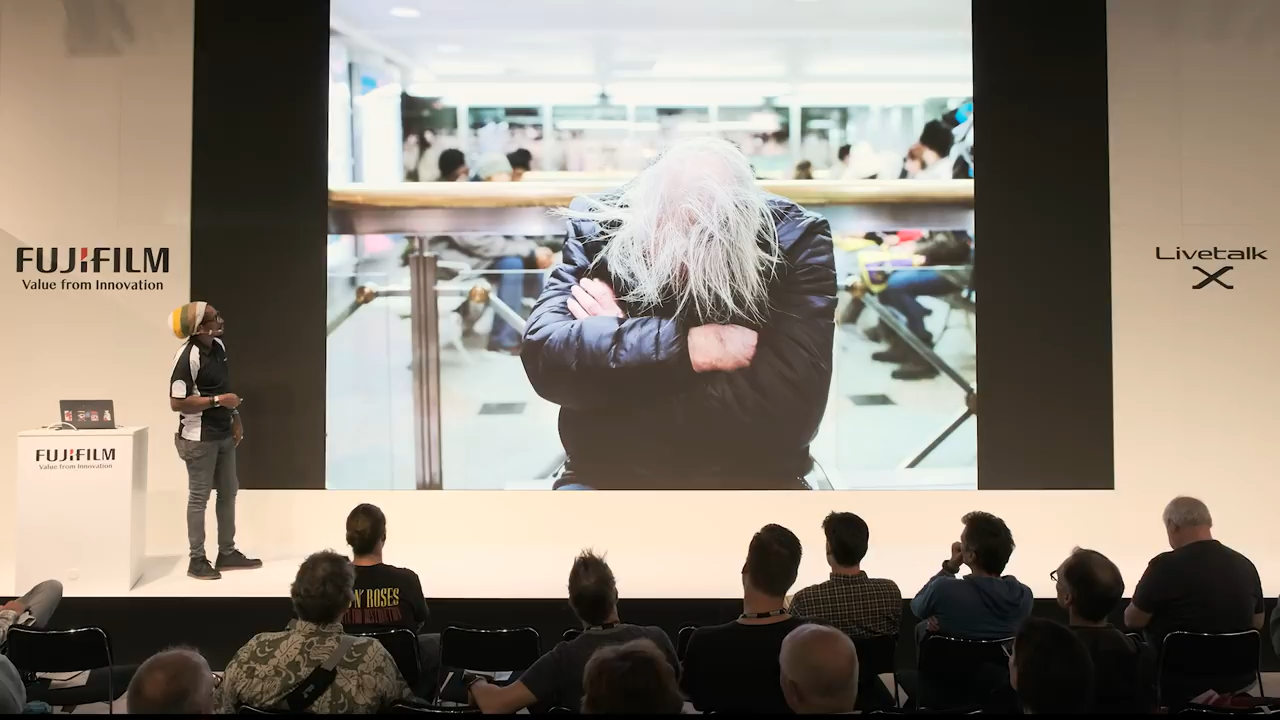 FUJIFILM
Value from Innovation
Livetalk
X
FUJIFILM
Value from Innovation
N' ROSES